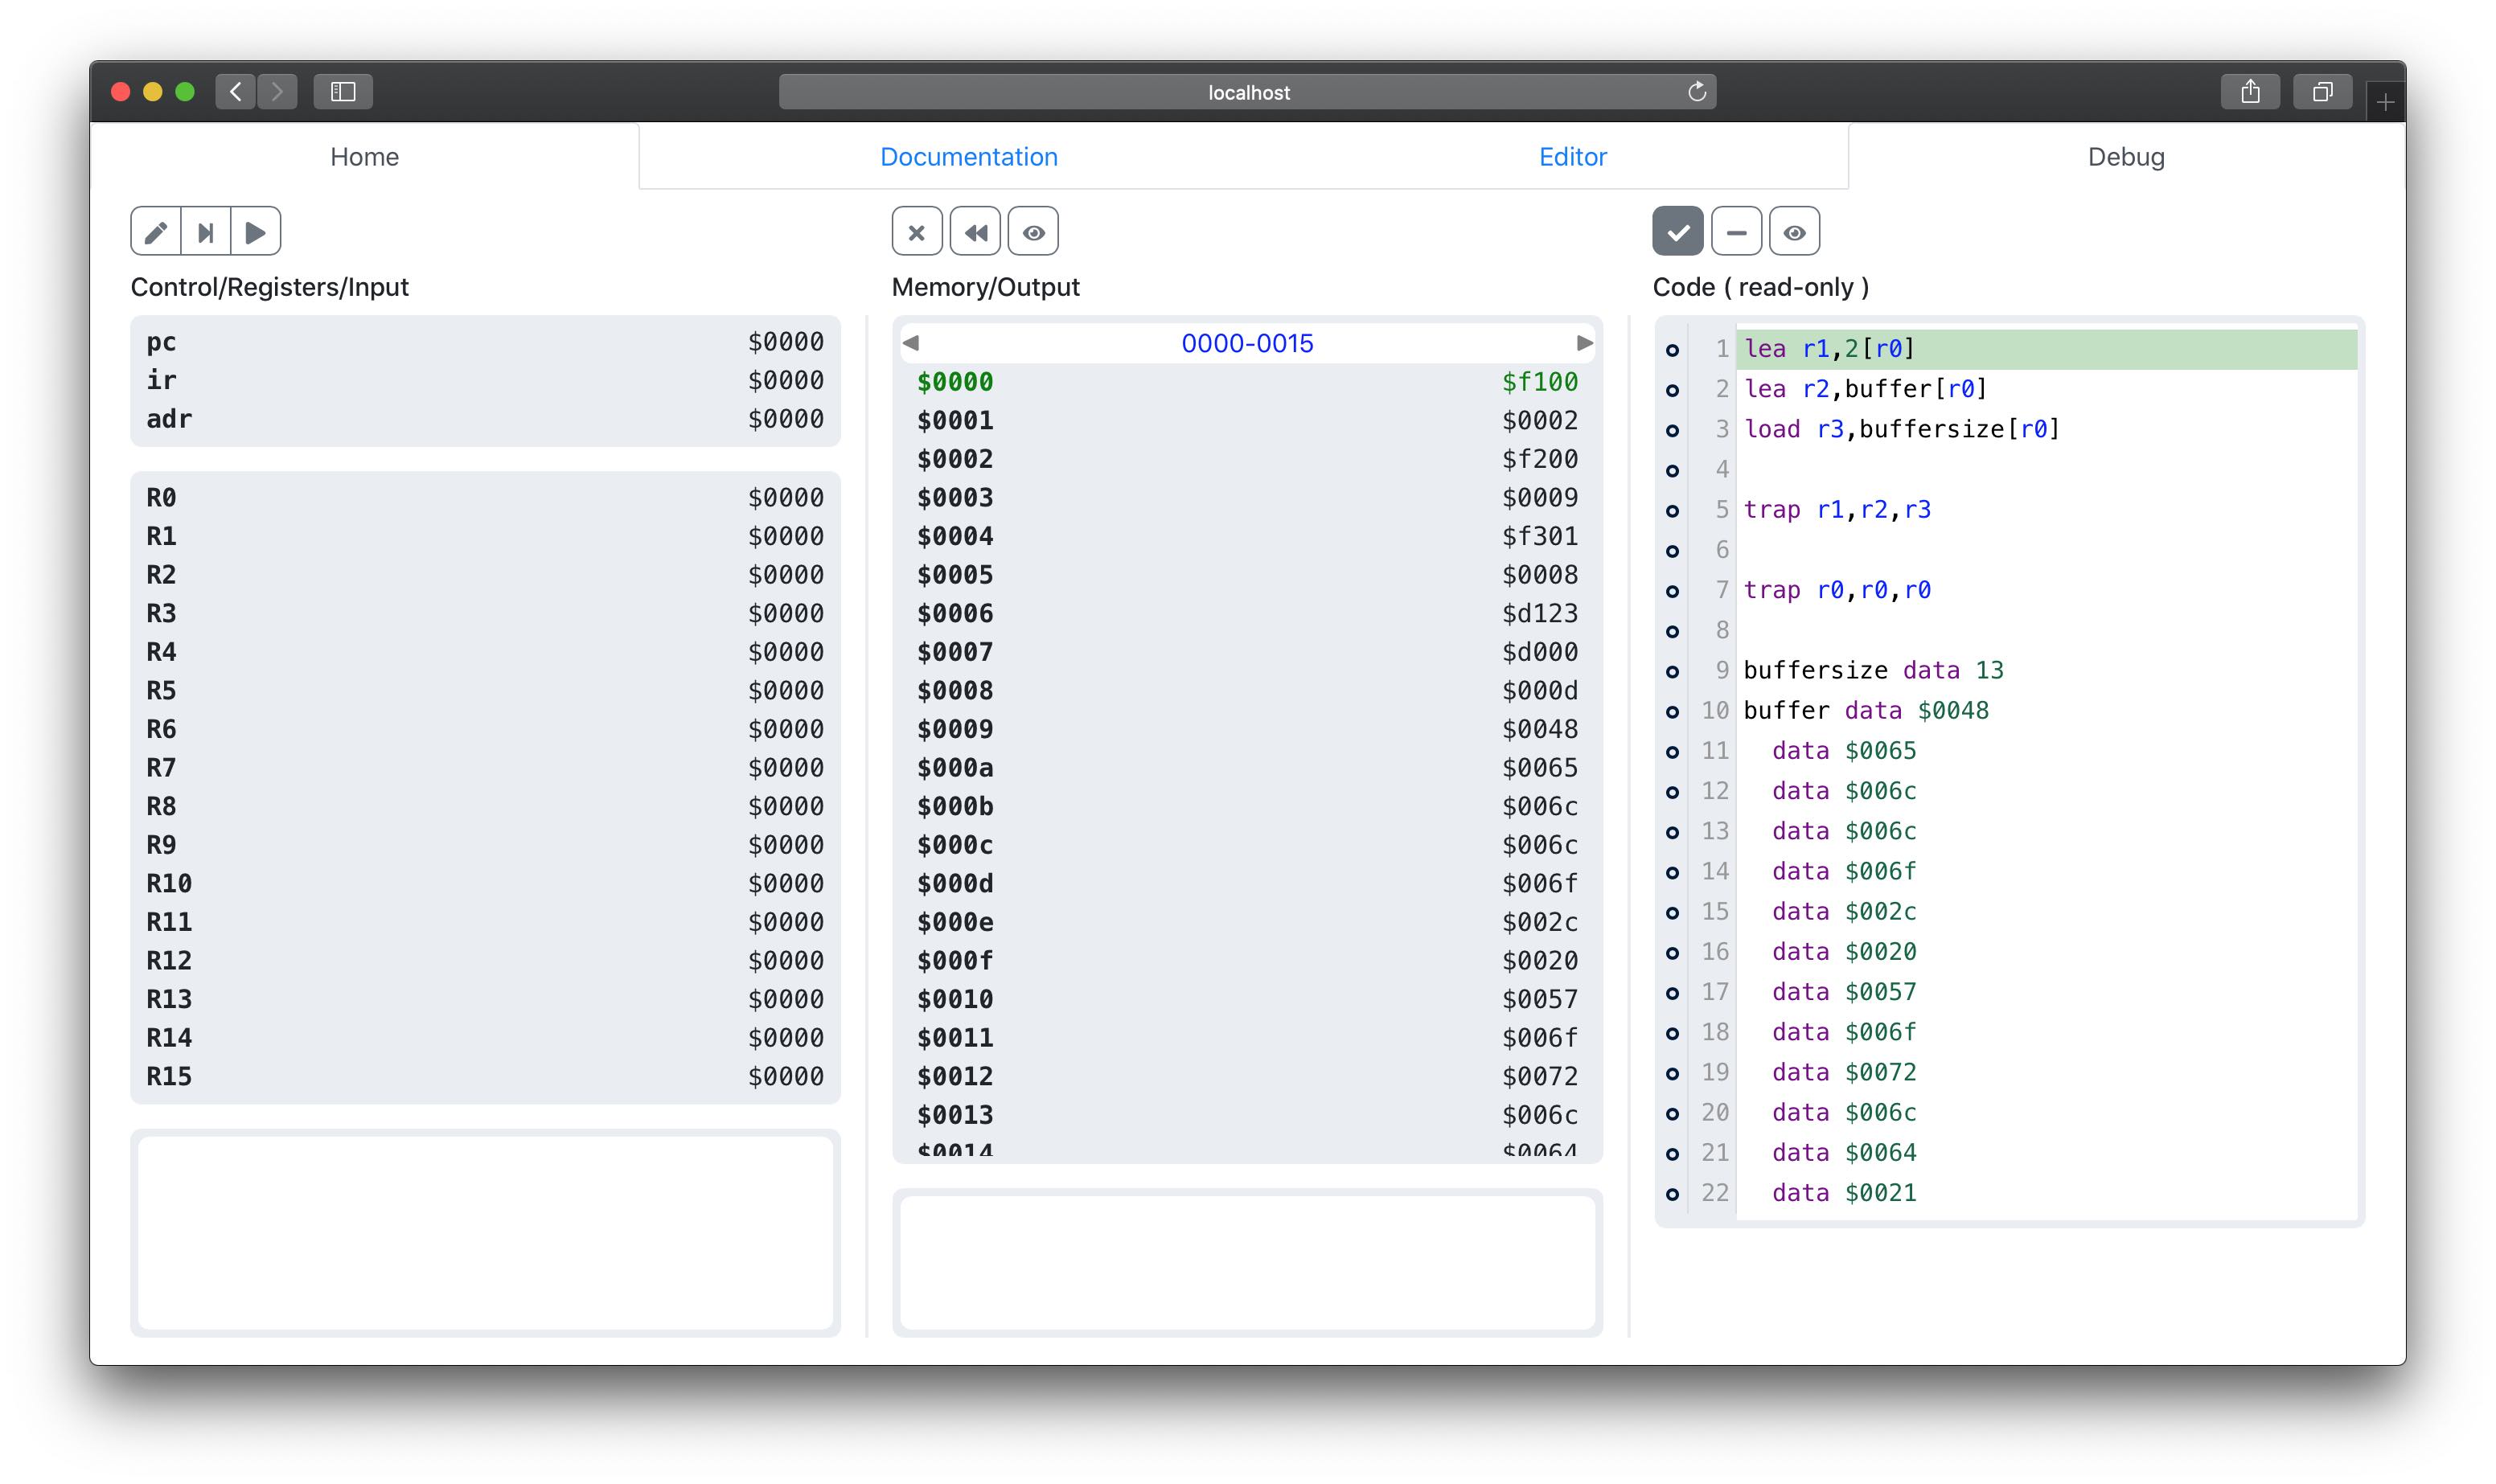 localhost
Home
Documentation
Editor
Debug
Control/Registers/Input
pc $0000
ir $0000
adr $0000
R0 $0000
R1 $0000
R2 $0000
R3 $0000
R4 $0000
R5 $0000
R6 $0000
R7 $0000
R8 $0000
R9 $0000
R10 $0000
R11 $0000
R12 $0000
R13 $0000
R14 $0000
R15 $0000
Memory/Output
0000-0015
$0000 $f100
$0001 $0002
$0002 $f200
$0003 $0009
$0004 $f301
$0005 $0008
$0006 $d123
$0007 $d000
$0008 $000d
$0009 $0048
$000a $0065
$000b $006c
$000c $006c
$000d $006f
$000e $002c
$000f $0020
$0010 $0057
$0011 $006f
$0012 $0072
$0013 $006c
$0014 $0064
Code ( read-only )
1 lea r1,2[r0]
2 lea r2,buffer[r0]
3 load r3,buffersize[r0]
4
5 trap r1,r2,r3
6
7 trap r0,r0,r0
8
9 buffersize data 13
10 buffer data $0048
11 data $0065
12 data $006c
13 data $006c
14 data $006f
15 data $002c
16 data $0020
17 data $0057
18 data $006f
19 data $0072
20 data $006c
21 data $0064
22 data $0021